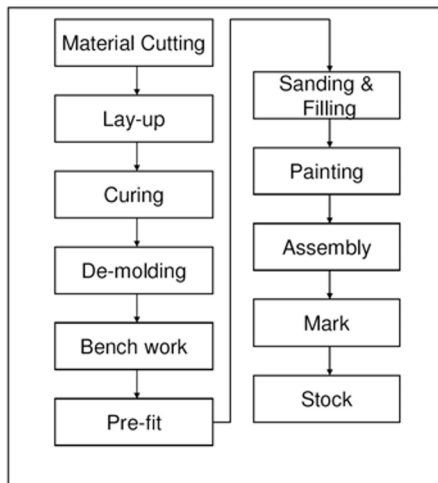 Material Cutting
Lay-up
Curing
De-molding
Bench work
Pre-fit
Sanding &
Filling
Painting
Assembly
Mark
Stock